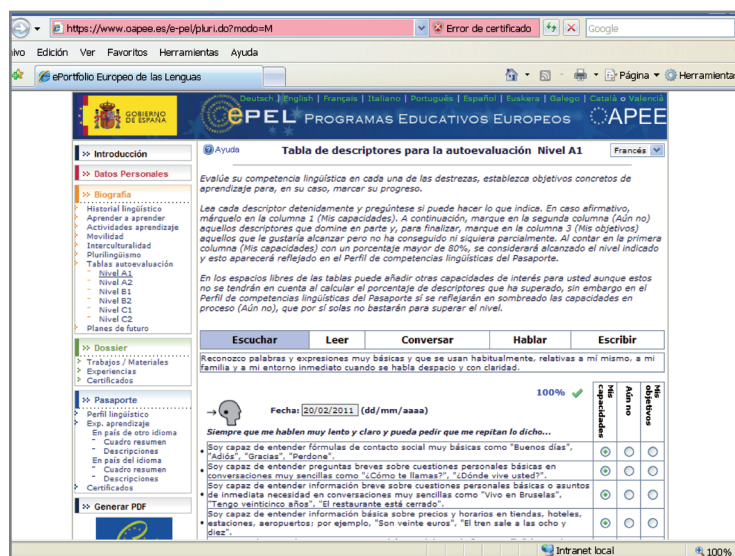 https://www.oapee.es/e-pel/pluri.do?modo=M
Error de certificado
Google
ivo Edición Ver Favoritos Herramientas Ayuda
ePortfolio Europeo de las Lenguas
Página
Herramientas
Deutsch | English | Français | Italiano | Português | Español | Euskera | Galego | Català o Valencià
GOBIERNO DE ESPAÑA
ePEL PROGRAMAS EDUCATIVOS EUROPEOS OAPEE
>> Introducción
>> Datos Personales
>> Biografía
Historial lingüístico
Aprender a aprender
Actividades aprendizaje
Movilidad
Interculturalidad
Plurilingüismo
Tablas autoevaluación
Nivel A1
Nivel A2
Nivel B1
Nivel B2
Nivel C1
Nivel C2
Planes de futuro
>> Dossier
Trabajos / Materiales
Experiencias
Certificados
>> Pasaporte
Perfil lingüístico
Exp. aprendizaje
En país de otro idioma
Cuadro resumen
Descripciones
En país del idioma
Cuadro resumen
Descripciones
Certificados
>> Generar PDF
Ayuda
Tabla de descriptores para la autoevaluación Nivel A1
Francés
Evalúe su competencia lingüística en cada una de las destrezas, establezca objetivos concretos de
aprendizaje para, en su caso, marcar su progreso.
Lea cada descriptor detenidamente y pregúntese si puede hacer lo que indica. En caso afirmativo,
márquelo en la columna 1 (Mis capacidades). A continuación, marque en la segunda columna (Aún no)
aquellos descriptores que domine en parte y, para finalizar, marque en la columna 3 (Mis objetivos)
aquellos que le gustaría alcanzar pero no ha conseguido ni siquiera parcialmente. Al contar en la primera
columna (Mis capacidades) con un porcentaje mayor de 80%, se considerará alcanzado el nivel indicado
y esto aparecerá reflejado en el Perfil de competencias lingüísticas del Pasaporte.
En los espacios libres de las tablas puede añadir otras capacidades de interés para usted aunque estos
no se tendrán en cuenta al calcular el porcentaje de descriptores que ha superado, sin embargo en el
Perfil de competencias lingüísticas del Pasaporte sí se reflejarán en sombreado las capacidades en
proceso (Aún no), que por sí solas no bastarán para superar el nivel.
Escuchar Leer Conversar Hablar Escribir
Reconozco palabras y expresiones muy básicas y que se usan habitualmente, relativas a mí mismo, a mi
familia y a mi entorno inmediato cuando se habla despacio y con claridad.
100%
Mis capacidades
Aún no
Mis objetivos
Fecha: 20/02/2011 (dd/mm/aaaa)
Siempre que me hablen muy lento y claro y pueda pedir que me repitan lo dicho...
Soy capaz de entender fórmulas de contacto social muy básicas como "Buenos días",
"Adiós", "Gracias", "Perdone".
Soy capaz de entender preguntas breves sobre cuestiones personales básicas en
conversaciones muy sencillas como "¿Cómo te llamas?", "¿Dónde vive usted?".
Soy capaz de entender información breve sobre cuestiones personales básicas o asuntos
de inmediata necesidad en conversaciones muy sencillas como "Vivo en Bruselas",
"Tengo veinticinco años", "El restaurante está cerrado".
Soy capaz de entender información básica sobre precios y horarios en tiendas, hoteles,
estaciones, aeropuertos; por ejemplo, "Son veinte euros", "El tren sale a las ocho y
diez".
Intranet local
100%